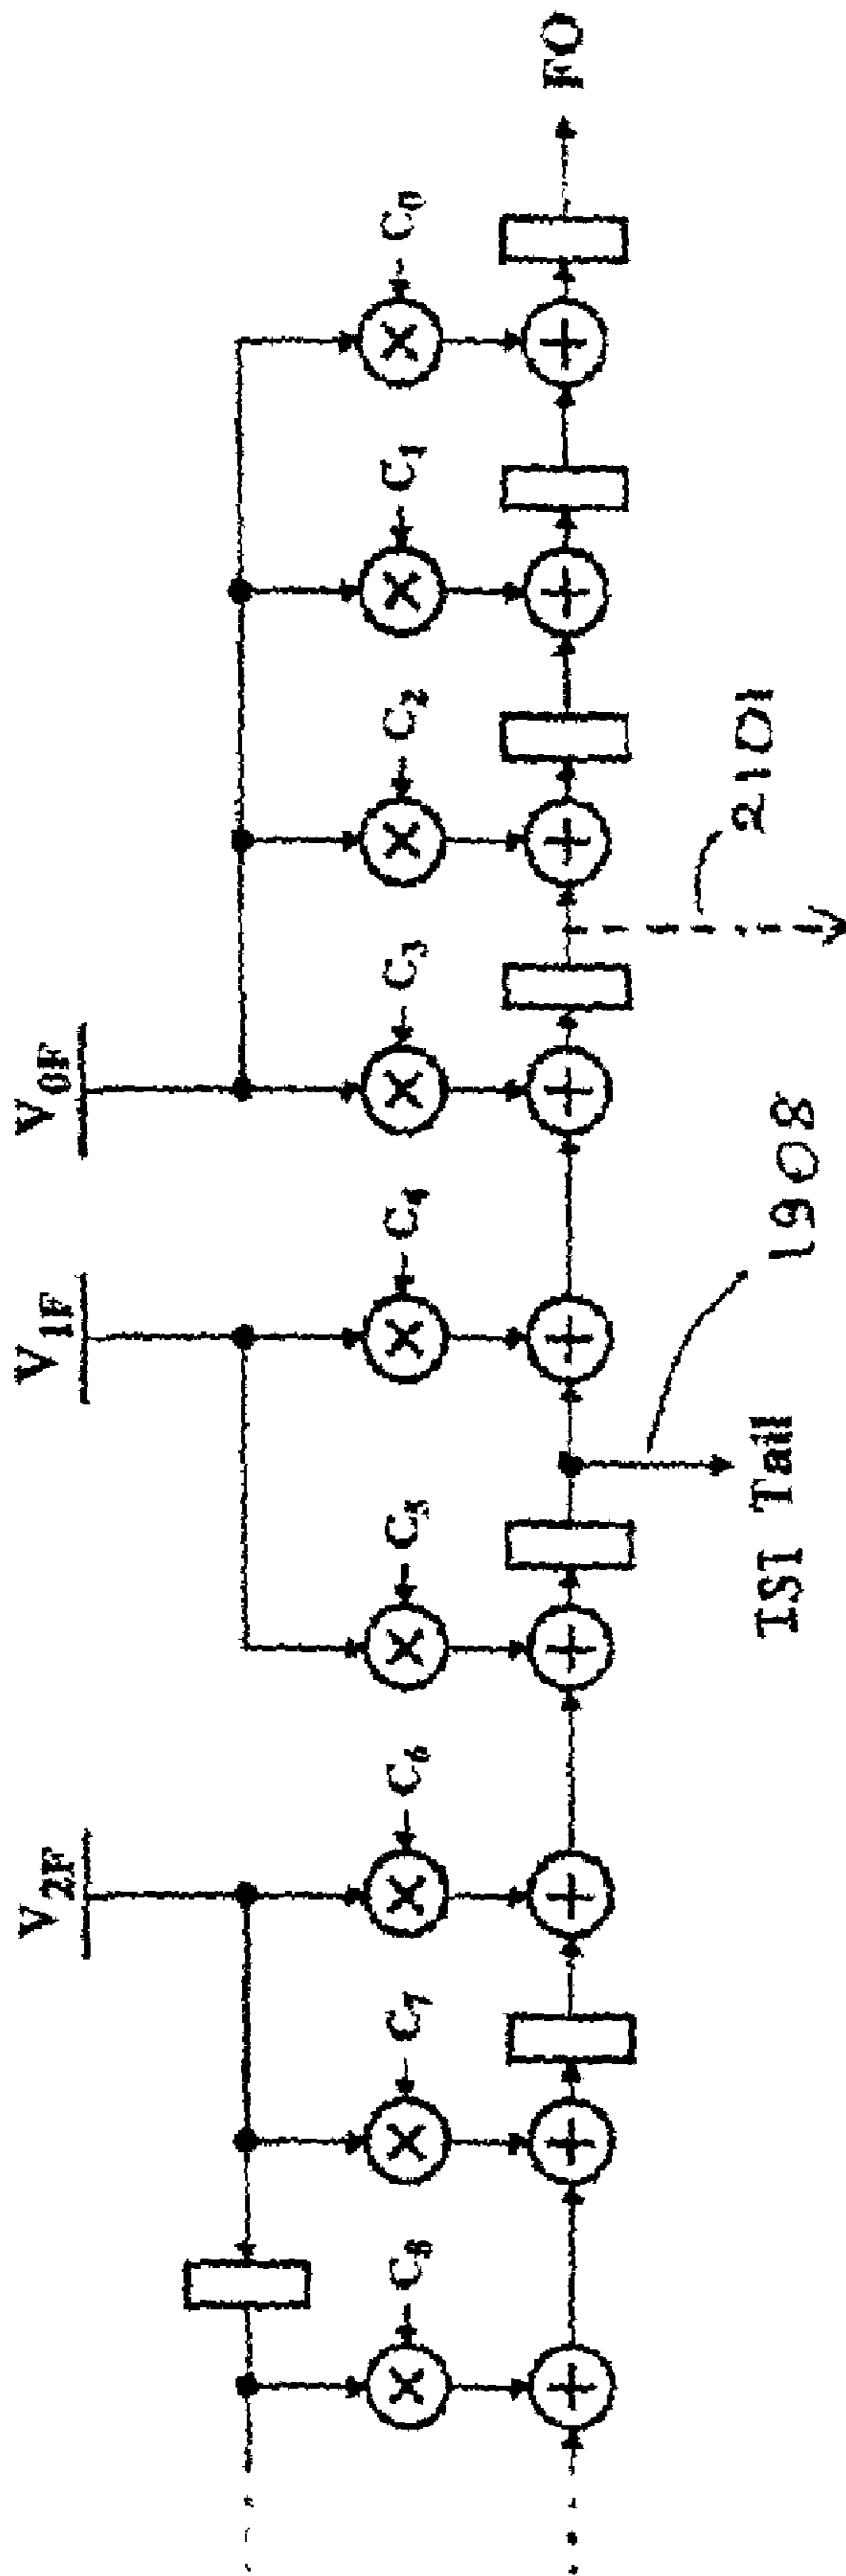 V2F V1F V0F
C8 C7 C6 C5 C4 C3 C2 C1 C0
FO
ISI Tail
1908
2101